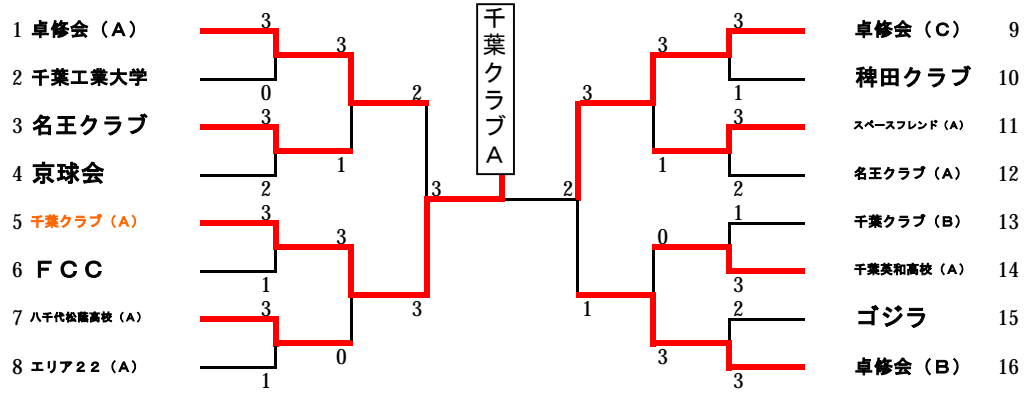 千葉クラブA
1 卓修会(A)
2 千葉工業大学
3 名王クラブ
4 京球会
5 千葉クラブ(A)
6 FCC
7 八千代松蔭高校(A)
8 エリア22(A)
3
0
3
2
3
1
3
1
3
1
3
0
2
3
3
2
3
1
3
1
0
3
3
1
3
2
1
3
2
3
卓修会(C) 9
稗田クラブ 10
スペースフレンド(A) 11
名王クラブ(A) 12
千葉クラブ(B) 13
千葉英和高校(A) 14
ゴジラ 15
卓修会(B) 16